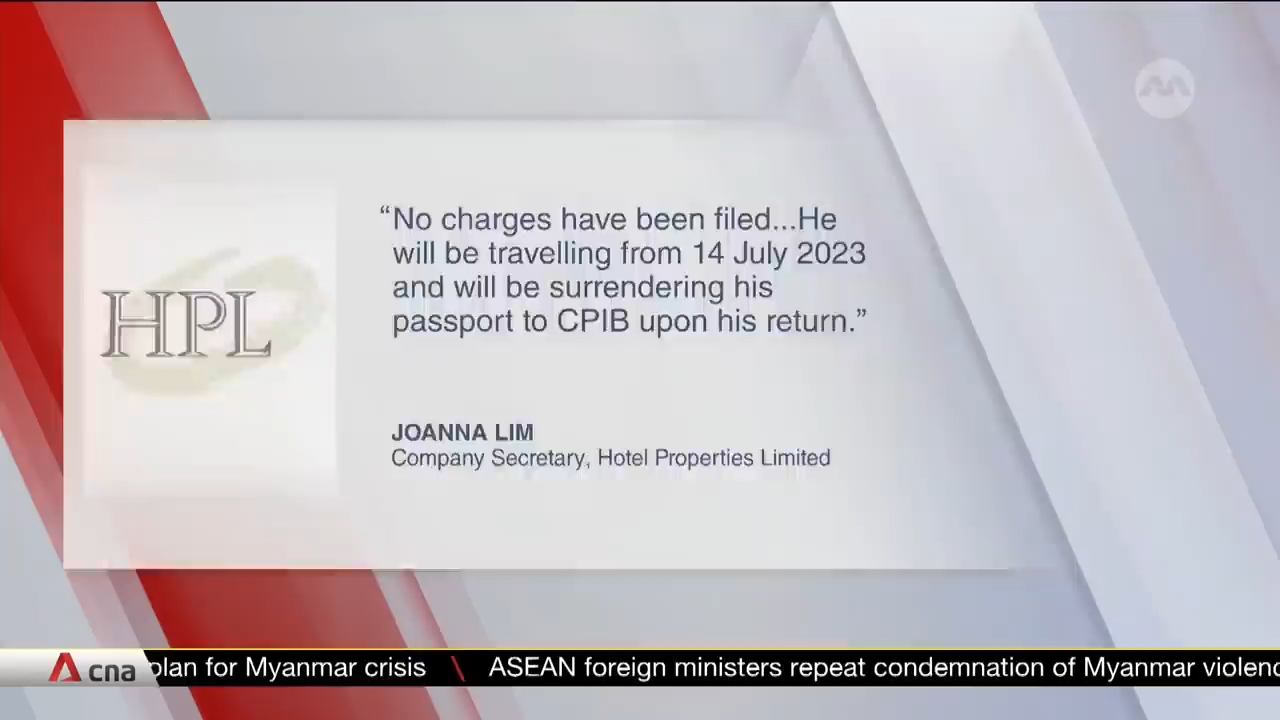 HPL
“No charges have been filed...He
will be travelling from 14 July 2023
and will be surrendering his
passport to CPIB upon his return.”
JOANNA LIM
Company Secretary, Hotel Properties Limited
cna
plan for Myanmar crisis \ ASEAN foreign ministers repeat condemnation of Myanmar